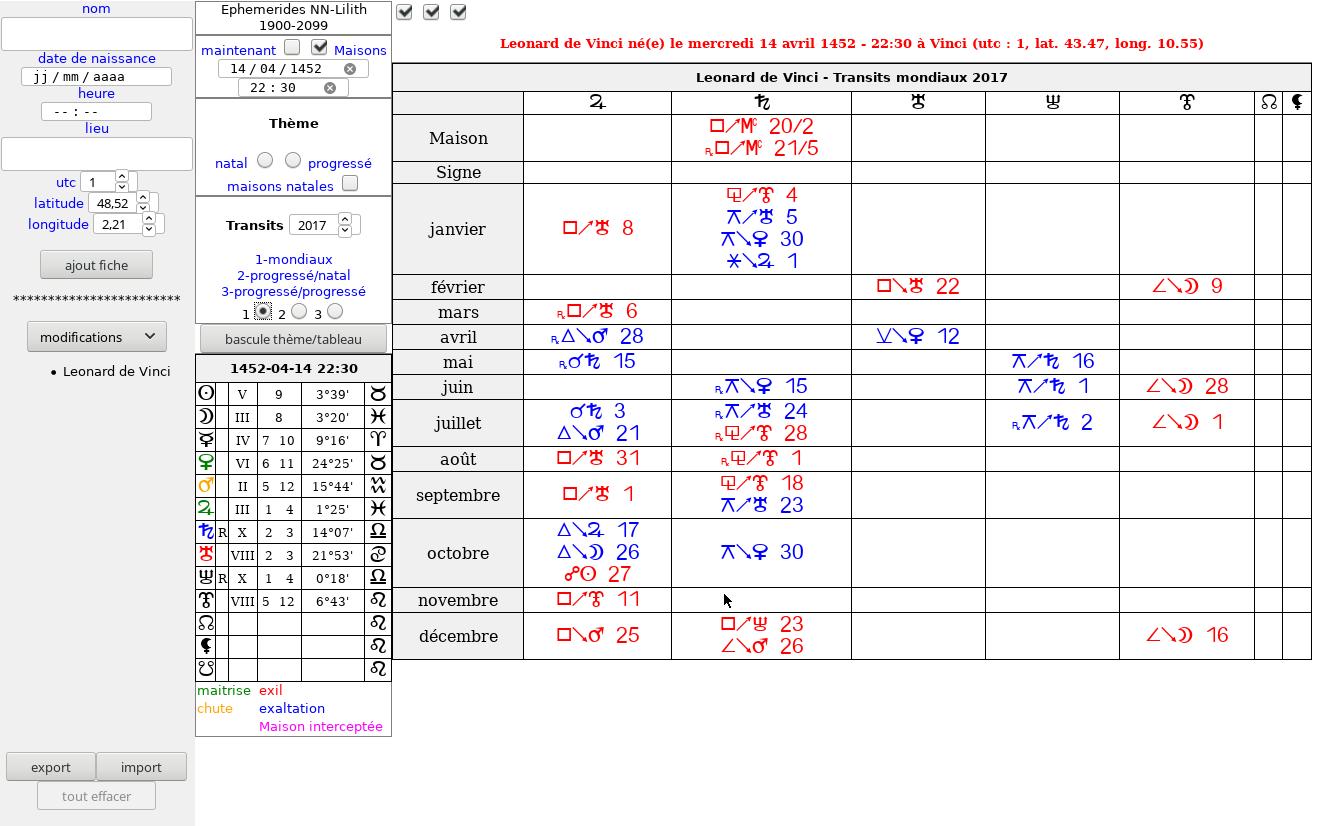 nom
date de naissance
jj / mm / aaaa
heure
-- : --
lieu
utc 1
latitude 48,52
longitude 2,21
ajout fiche
************************
modifications
• Leonard de Vinci
export import
tout effacer
Ephemerides NN-Lilith
1900-2099
maintenant Maisons
14 / 04 / 1452
22 : 30
Thème
natal progressé
maisons natales
Transits 2017
1-mondiaux
2-progressé/natal
3-progressé/progressé
1 2 3
bascule thème/tableau
1452-04-14 22:30
☉ V 9 3°39' ♉
☽ III 8 3°20' ♓
☿ IV 7 10 9°16' ♈
♀ VI 6 11 24°25' ♉
♂ II 5 12 15°44' ♒
♃ III 1 4 1°25' ♓
♄ R X 2 3 14°07' ♎
♅ VIII 2 3 21°53' ♋
♆ R X 1 4 0°18' ♎
VIII 5 12 6°43' ♌
☊ ♌
⚸ ♌
☋ ♌
maitrise exil
chute exaltation
Maison interceptée
Leonard de Vinci né(e) le mercredi 14 avril 1452 - 22:30 à Vinci (utc : 1, lat. 43.47, long. 10.55)
Leonard de Vinci - Transits mondiaux 2017
Maison
Mc 20/2
R Mc 21/5
Signe
janvier
8
4
5
30
1
février
22
9
mars
R 6
avril
R 28
12
mai
R 15
16
juin
R 15
1
28
juillet
3
21
R 24
R 28
R 2
1
août
31
R 1
septembre
1
18
23
octobre
17
26
27
30
novembre
11
décembre
25
23
26
16